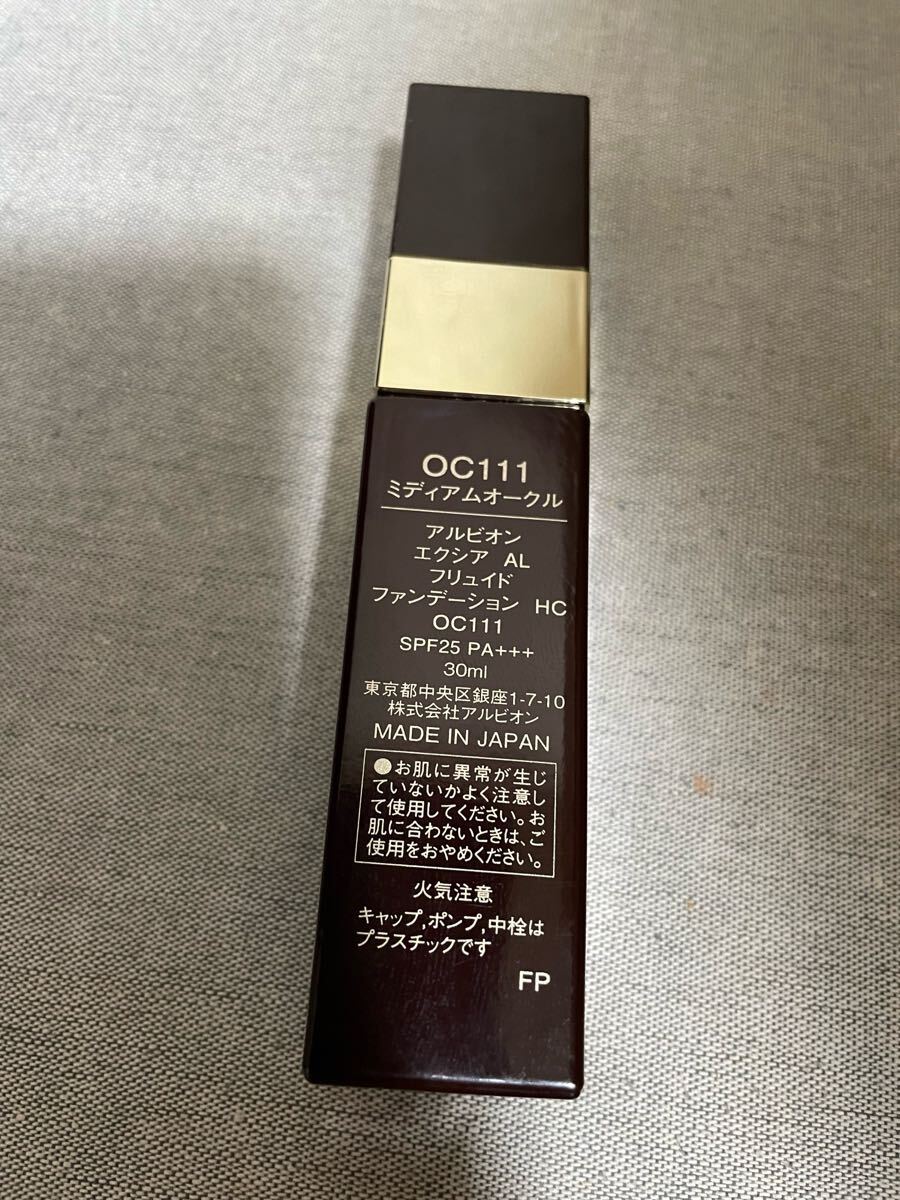 OC111
ミディアムオークル
アルビオン
エクシア AL
フリュイド
ファンデーション HC
OC111
SPF25 PA+++
30ml
東京都中央区銀座1-7-10
株式会社アルビオン
MADE IN JAPAN
●お肌に異常が生じ
ていないかよく注意し
て使用してください。お
肌に合わないときは、ご
使用をおやめください。
火気注意
キャップ,ポンプ,中栓は
プラスチックです
FP